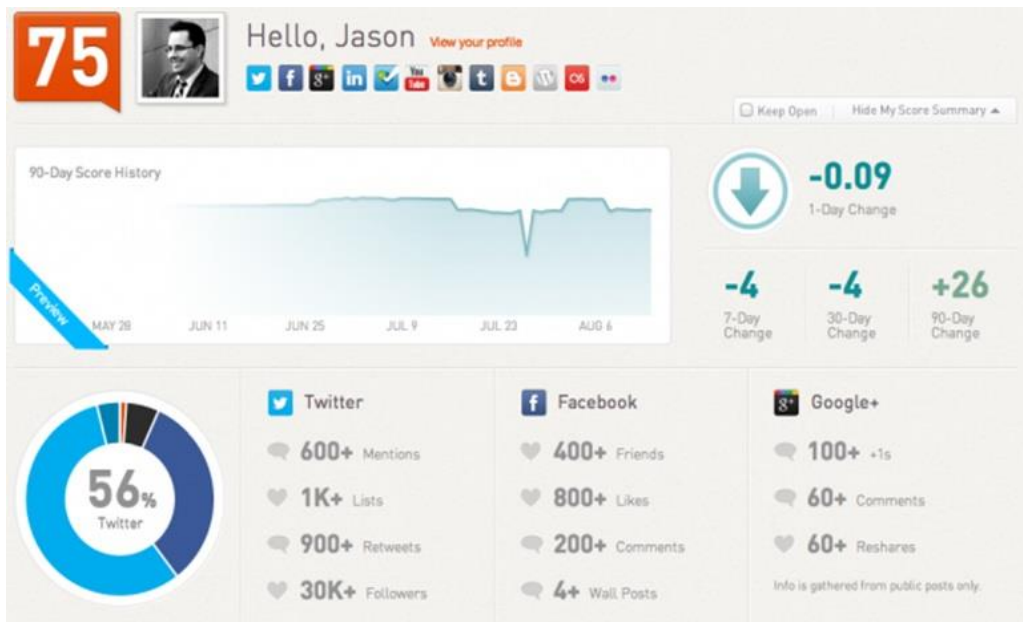 75
Hello, Jason View your profile
f g+ in You Tube t B W os
Keep Open Hide My Score Summary
90-Day Score History
-0.09
1-Day Change
Preview
MAY 28 JUN 11 JUN 25 JUL 9 JUL 23 AUG 6
-4 -4 +26
7-Day Change
30-Day Change
90-Day Change
56%
Twitter
Twitter
600+ Mentions
1K+ Lists
900+ Retweets
30K+ Followers
f Facebook
400+ Friends
800+ Likes
200+ Comments
4+ Wall Posts
g+ Google+
100+ +1s
60+ Comments
60+ Reshares
Info is gathered from public posts only.